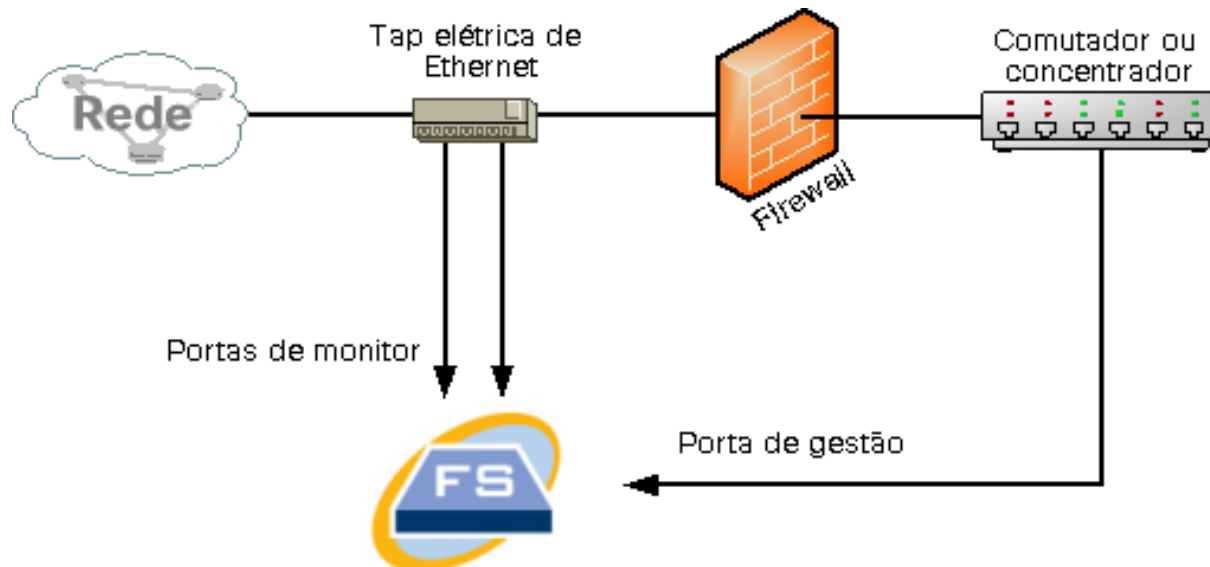 Tap elétrica de
Ethernet
Comutador ou
concentrador
Rede
Firewall
Portas de monitor
Porta de gestão
FS